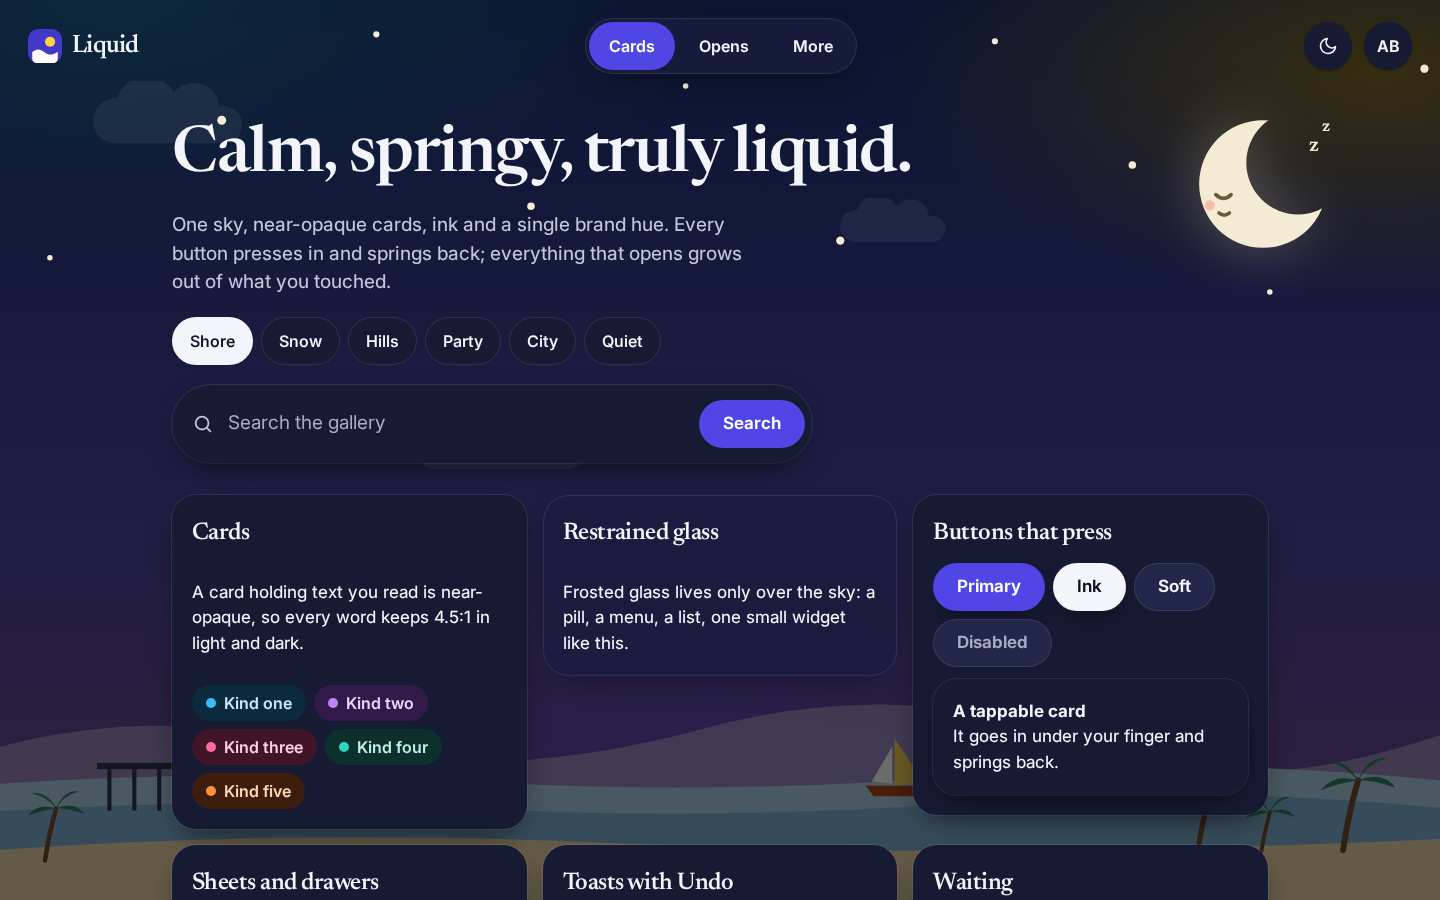 Liquid
Cards
Opens
More
AB
z
z
Calm, springy, truly liquid.
One sky, near-opaque cards, ink and a single brand hue. Every
button presses in and springs back; everything that opens grows
out of what you touched.
Shore
Snow
Hills
Party
City
Quiet
Search the gallery
Search
Cards
A card holding text you read is near-
opaque, so every word keeps 4.5:1 in
light and dark.
Kind one
Kind two
Kind three
Kind four
Kind five
Restrained glass
Frosted glass lives only over the sky: a
pill, a menu, a list, one small widget
like this.
Buttons that press
Primary
Ink
Soft
Disabled
A tappable card
It goes in under your finger and
springs back.
Sheets and drawers
Toasts with Undo
Waiting